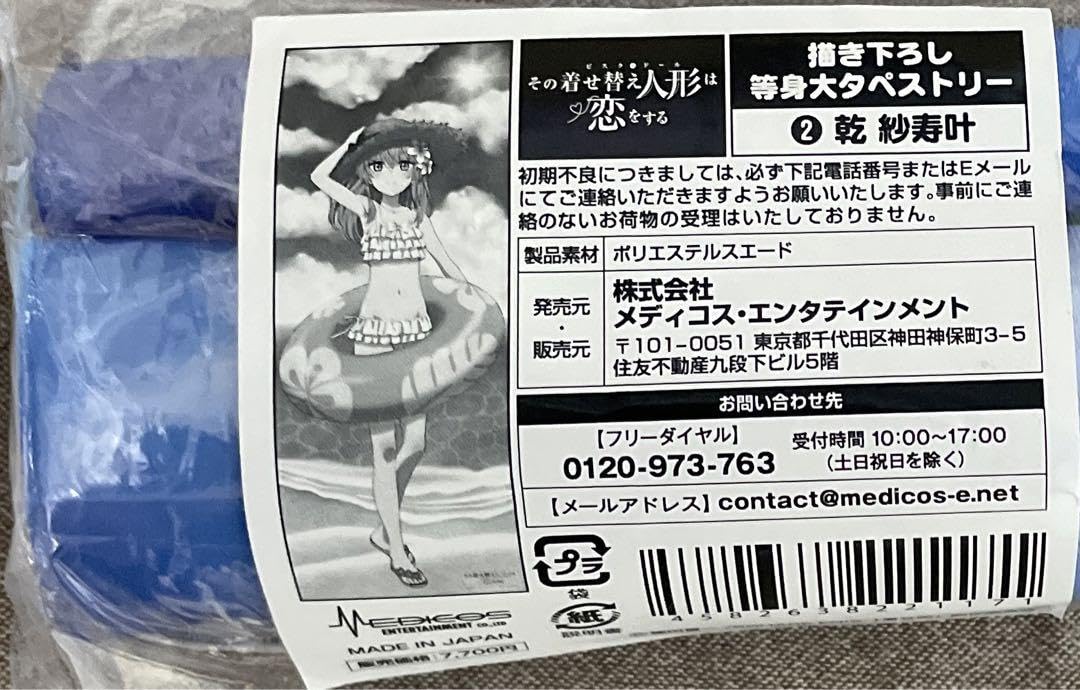 ビスク・ドール
その着せ替え人形は
恋をする
描き下ろし
等身大タペストリー
❷ 乾 紗寿叶
初期不良につきましては、必ず下記電話番号またはEメール
にてご連絡いただきますようお願いいたします。事前にご連
絡のないお荷物の受理はいたしておりません。
製品素材 ポリエステルスエード
発売元
・
販売元
株式会社
メディコス・エンタテインメント
〒101-0051 東京都千代田区神田神保町3-5
住友不動産九段下ビル5階
お問い合わせ先
【フリーダイヤル】
0120-973-763
受付時間 10:00〜17:00
(土日祝日を除く)
【メールアドレス】contact@medicos-e.net
プラ
袋
紙
説明書
4582638221171
MEDICOS
ENTERTAINMENT CO.,LTD
MADE IN JAPAN
販売価格 7,700円